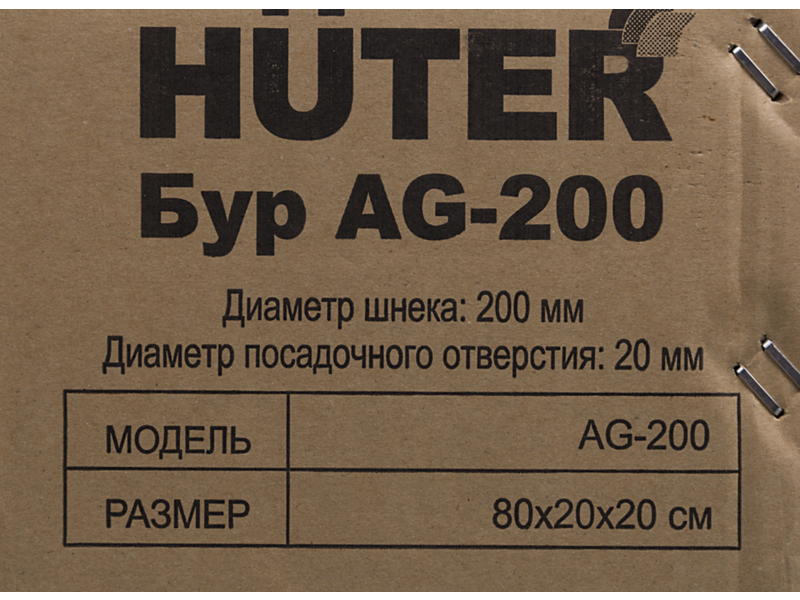 HÜTER
Бур AG-200
Диаметр шнека: 200 мм
Диаметр посадочного отверстия: 20 мм
МОДЕЛЬ AG-200
РАЗМЕР 80x20x20 см